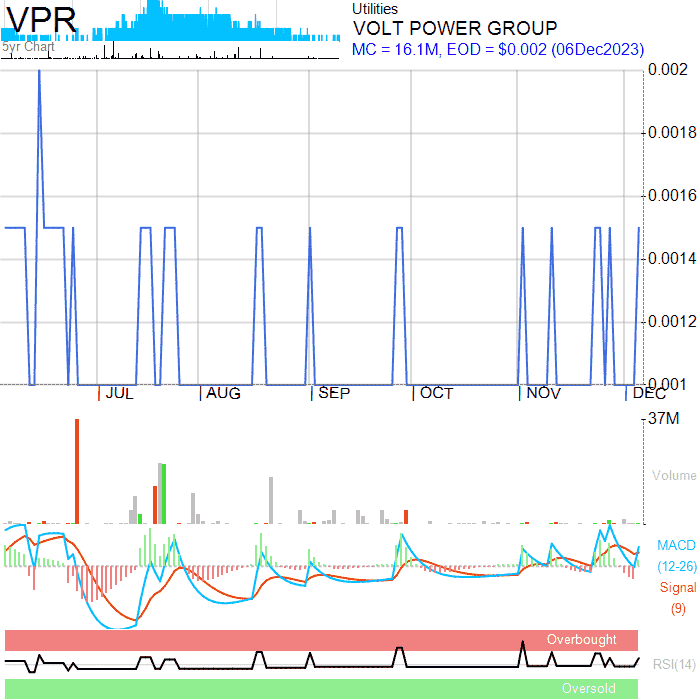 VPR
5yr Chart
Utilities
VOLT POWER GROUP
MC = 16.1M, EOD = $0.002 (06Dec2023)
0.002
0.0018
0.0016
0.0014
0.0012
0.001
JUL AUG SEP OCT NOV DEC
37M
Volume
MACD
(12-26)
Signal
(9)
Overbought
RSI(14)
Oversold